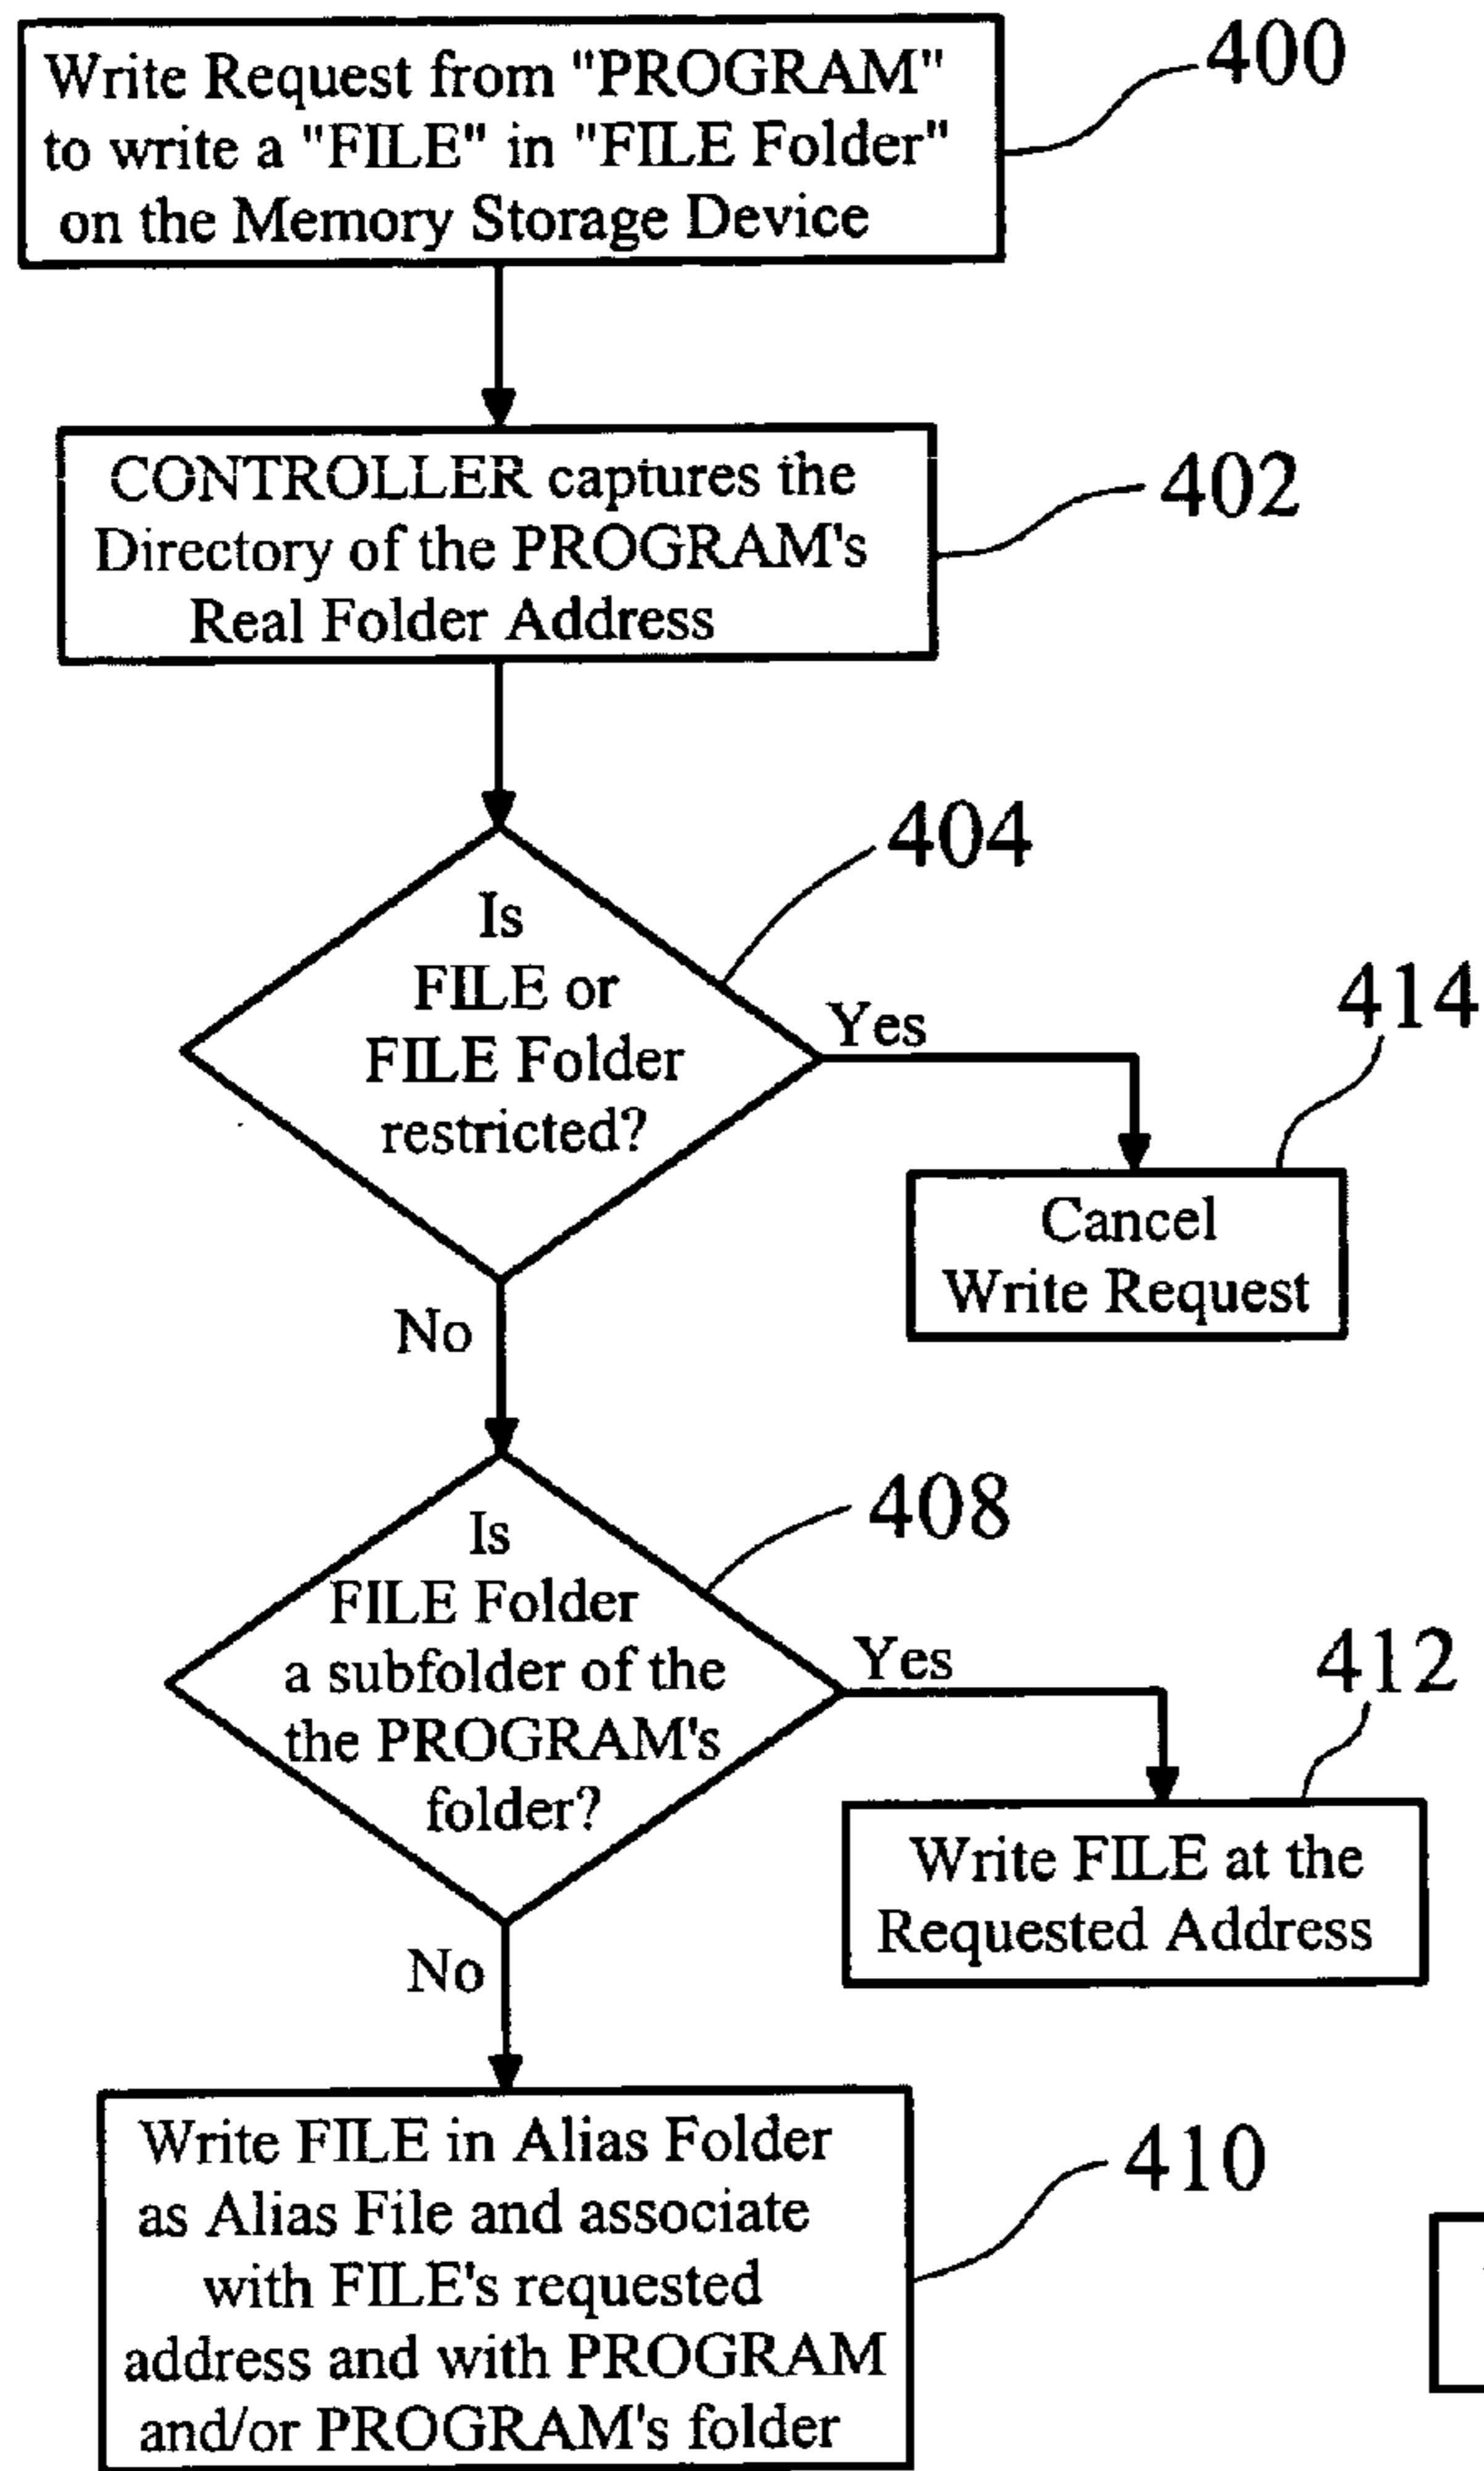 Write Request from "PROGRAM"
to write a "FILE" in "FILE Folder"
on the Memory Storage Device
400
CONTROLLER captures the
Directory of the PROGRAM's
Real Folder Address
402
Is
FILE or
FILE Folder
restricted?
404
Yes
414
Cancel
Write Request
No
Is
FILE Folder
a subfolder of the
the PROGRAM's
folder?
408
Yes
412
Write FILE at the
Requested Address
No
Write FILE in Alias Folder
as Alias File and associate
with FILE's requested
address and with PROGRAM
and/or PROGRAM's folder
410